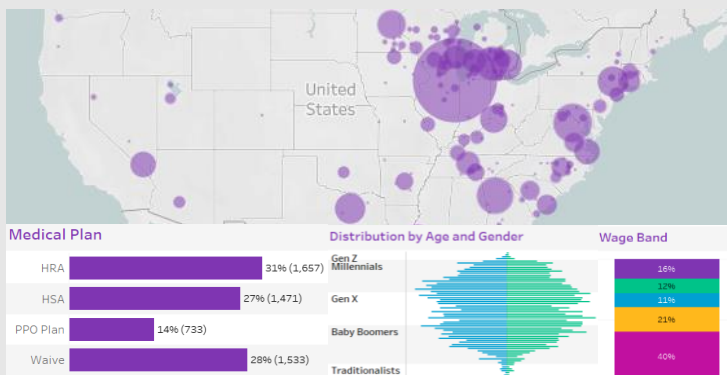 United
States
Medical Plan
HRA
31% (1,657)
HSA
27% (1,471)
PPO Plan
14% (733)
Waive
28% (1,533)
Distribution by Age and Gender
Gen Z
Millennials
Gen X
Baby Boomers
Traditionalists
Wage Band
16%
12%
11%
21%
40%